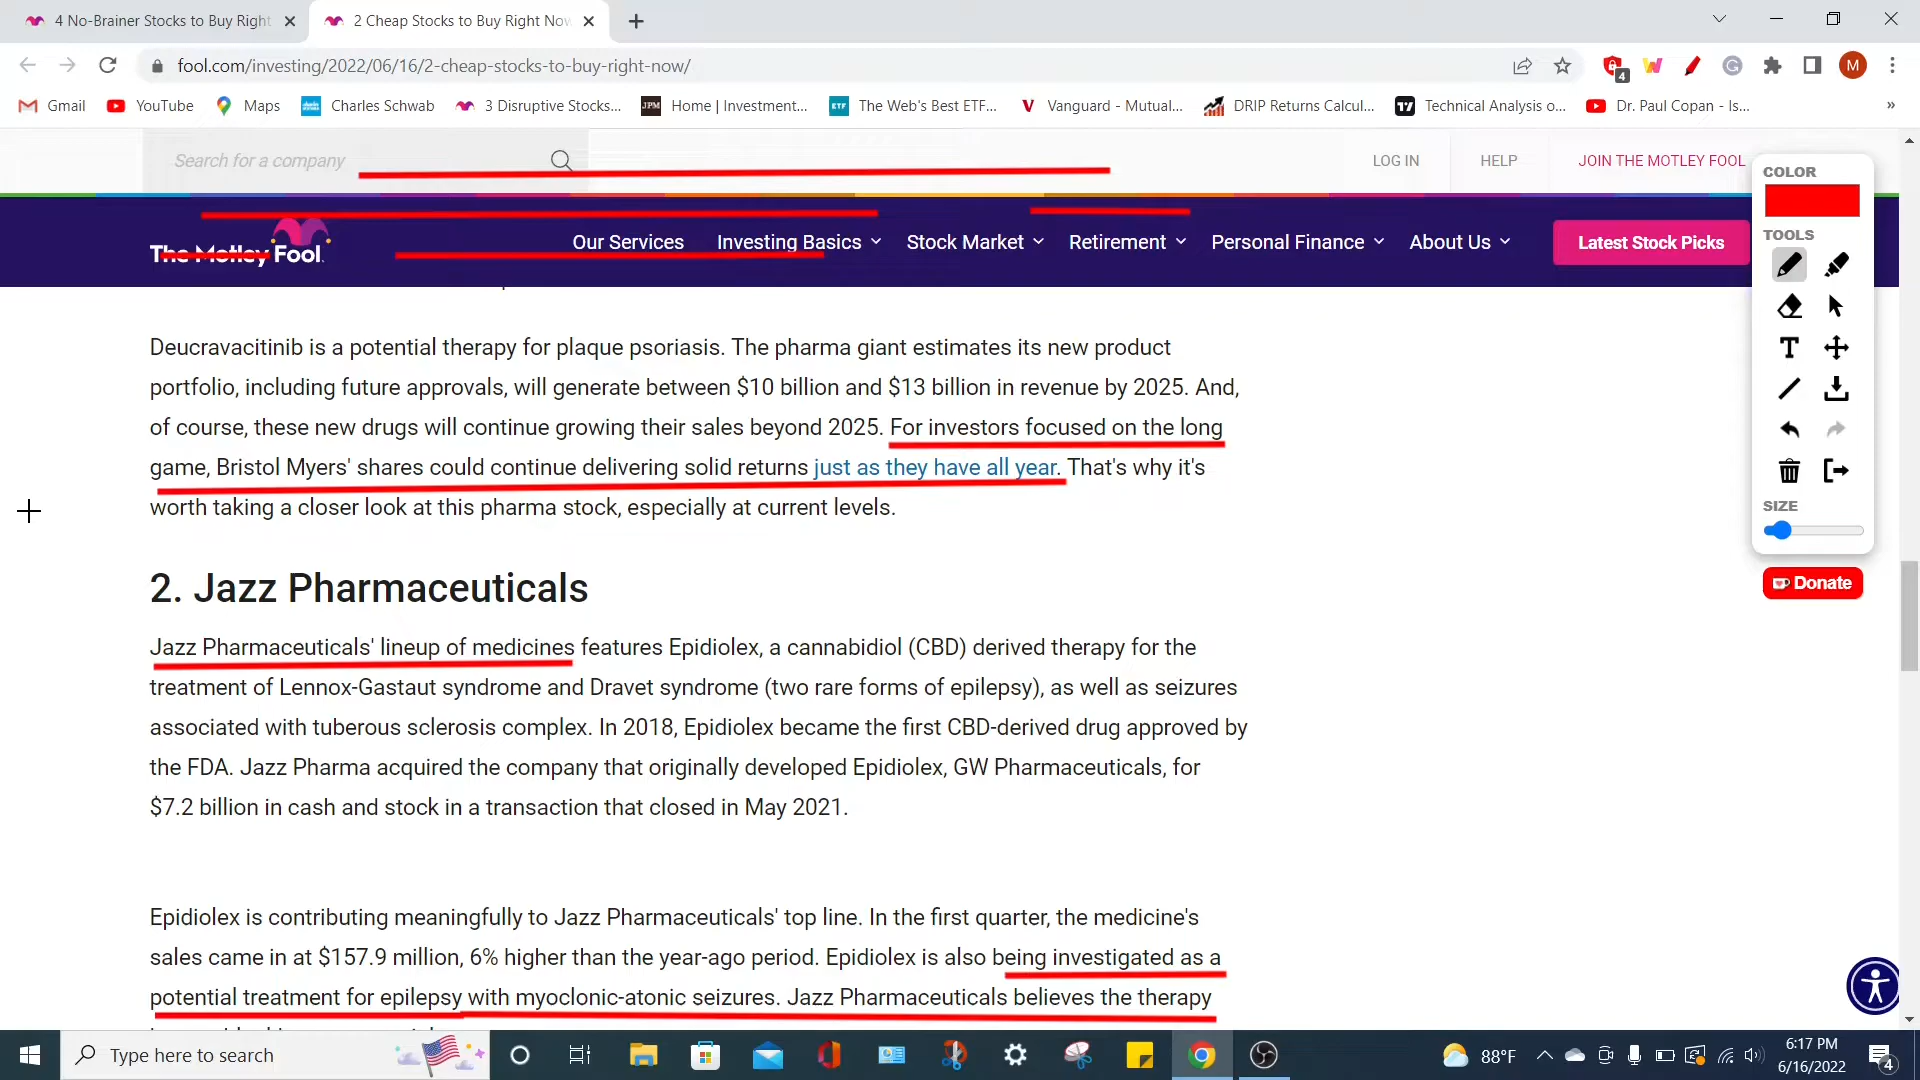 4 No-Brainer Stocks to Buy Right
2 Cheap Stocks to Buy Right Now
fool.com/investing/2022/06/16/2-cheap-stocks-to-buy-right-now/
4
M
Gmail
YouTube
Maps
Charles Schwab
3 Disruptive Stocks...
JPM
Home | Investment...
ETF
The Web's Best ETF...
V
Vanguard - Mutual...
DRIP Returns Calcul...
Technical Analysis o...
Dr. Paul Copan - Is...
»
Search for a company
LOG IN
HELP
JOIN THE MOTLEY FOOL
The Motley Fool.
Our Services
Investing Basics
Stock Market
Retirement
Personal Finance
About Us
Latest Stock Picks
Deucravacitinib is a potential therapy for plaque psoriasis. The pharma giant estimates its new product
portfolio, including future approvals, will generate between $10 billion and $13 billion in revenue by 2025. And,
of course, these new drugs will continue growing their sales beyond 2025. For investors focused on the long
game, Bristol Myers' shares could continue delivering solid returns just as they have all year. That's why it's
worth taking a closer look at this pharma stock, especially at current levels.
2. Jazz Pharmaceuticals
Jazz Pharmaceuticals' lineup of medicines features Epidiolex, a cannabidiol (CBD) derived therapy for the
treatment of Lennox-Gastaut syndrome and Dravet syndrome (two rare forms of epilepsy), as well as seizures
associated with tuberous sclerosis complex. In 2018, Epidiolex became the first CBD-derived drug approved by
the FDA. Jazz Pharma acquired the company that originally developed Epidiolex, GW Pharmaceuticals, for
$7.2 billion in cash and stock in a transaction that closed in May 2021.
Epidiolex is contributing meaningfully to Jazz Pharmaceuticals' top line. In the first quarter, the medicine's
sales came in at $157.9 million, 6% higher than the year-ago period. Epidiolex is also being investigated as a
potential treatment for epilepsy with myoclonic-atonic seizures. Jazz Pharmaceuticals believes the therapy
COLOR
TOOLS
T
SIZE
Donate
Type here to search
88°F
6:17 PM
6/16/2022
4